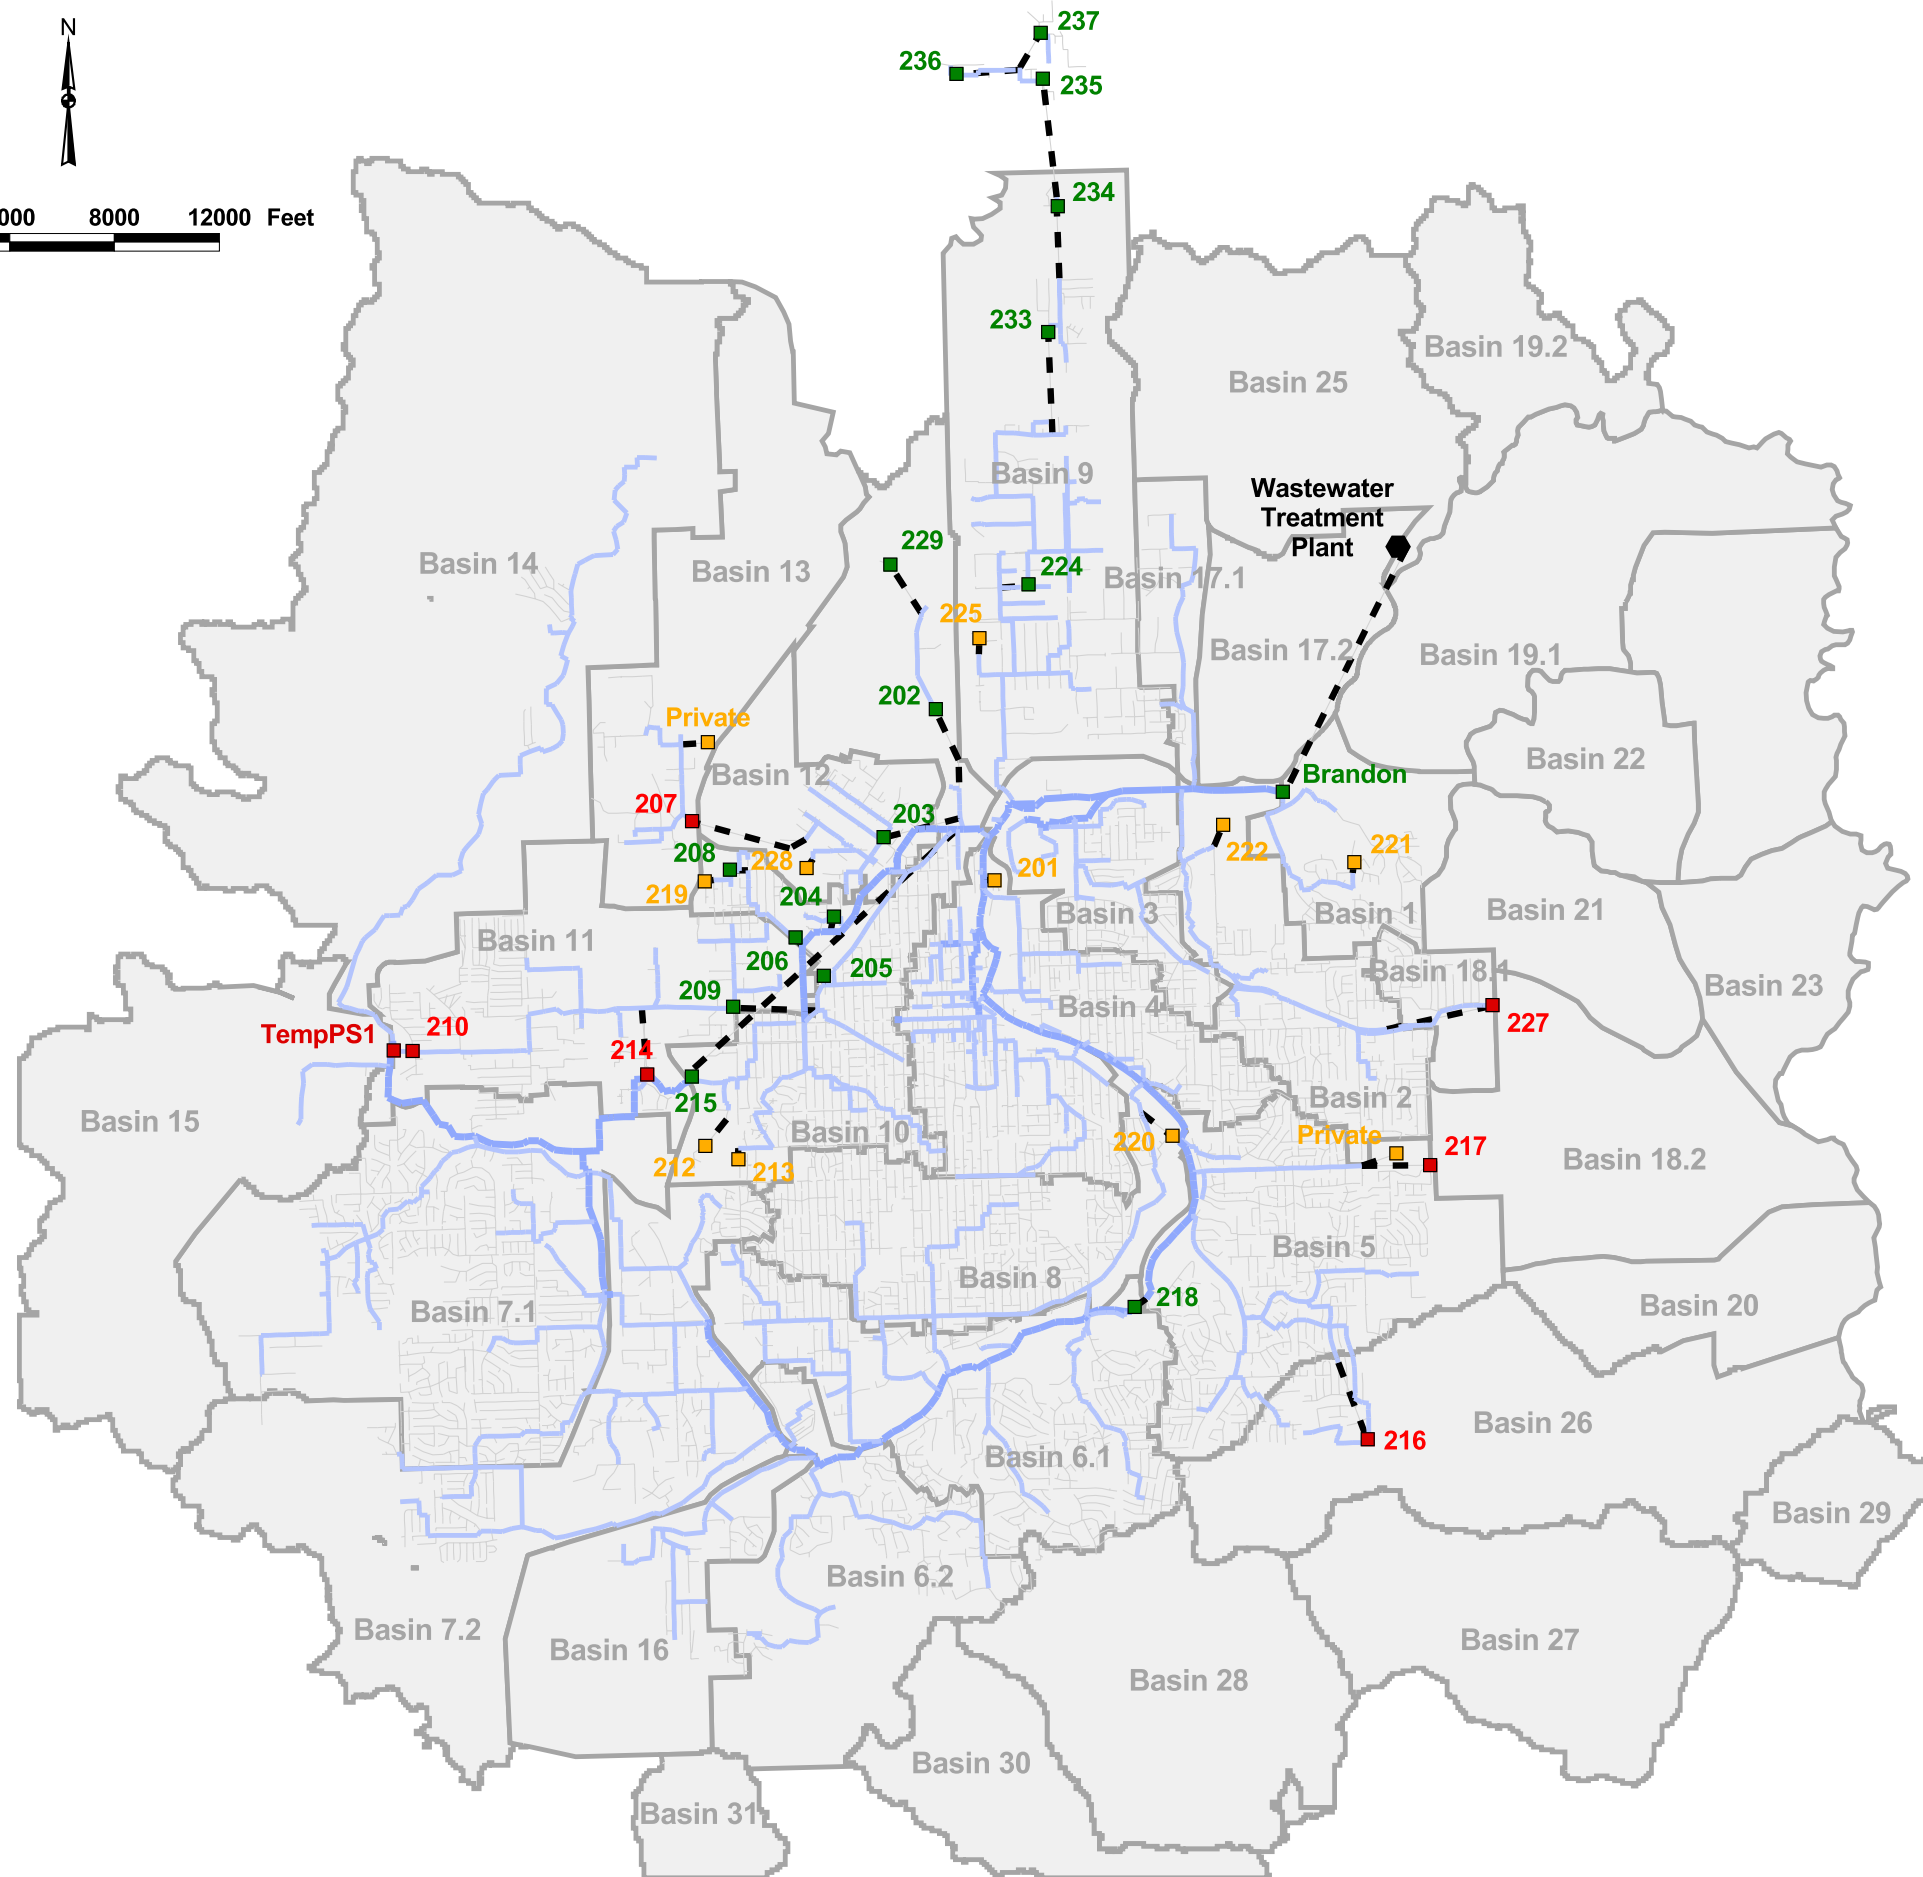 N
237
236
235
000 8000 12000 Feet
234
233
Basin 19.2
Basin 25
Basin 9
Wastewater
Treatment
Plant
229
Basin 14
Basin 13
224
Basin 17.1
225
Basin 17.2
Basin 19.1
202
Private
Basin 22
Basin 12
Brandon
207
203
208
228
222
221
219
201
204
Basin 3
Basin 1
Basin 21
Basin 11
206
205
Basin 18.1
Basin 23
209
Basin 4
227
TempPS1
210
214
215
Basin 2
Basin 15
Basin 10
220
Private
217
212
213
Basin 18.2
Basin 5
Basin 8
218
Basin 20
Basin 7.1
Basin 26
216
Basin 6.1
Basin 29
Basin 6.2
Basin 7.2
Basin 16
Basin 27
Basin 28
Basin 30
Basin 31